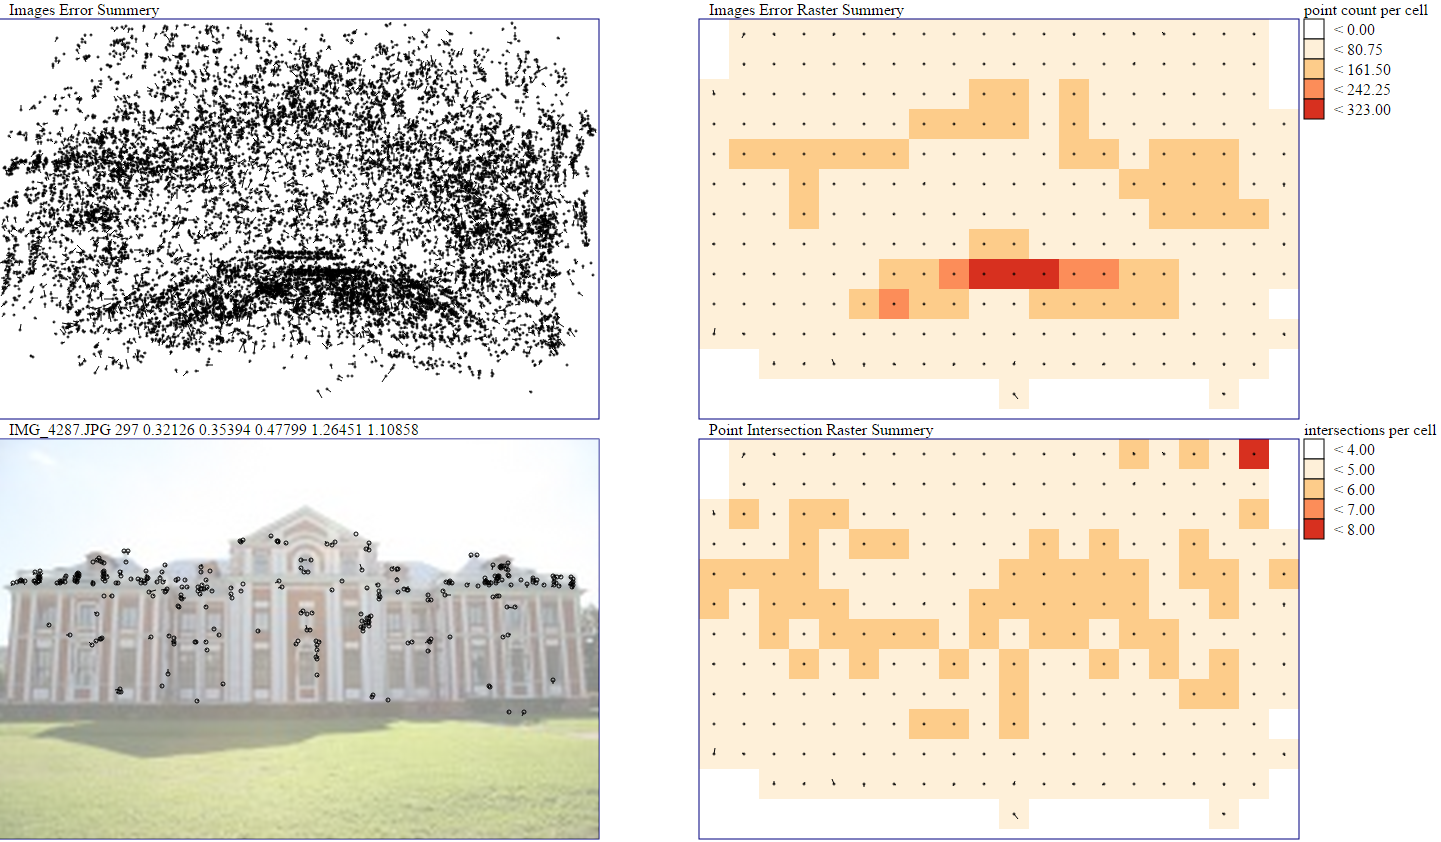 Images Error Summery
Images Error Raster Summery
point count per cell
< 0.00
< 80.75
< 161.50
< 242.25
< 323.00
IMG_4287.JPG 297 0.32126 0.35394 0.47799 1.26451 1.10858
Point Intersection Raster Summery
intersections per cell
< 4.00
< 5.00
< 6.00
< 7.00
< 8.00